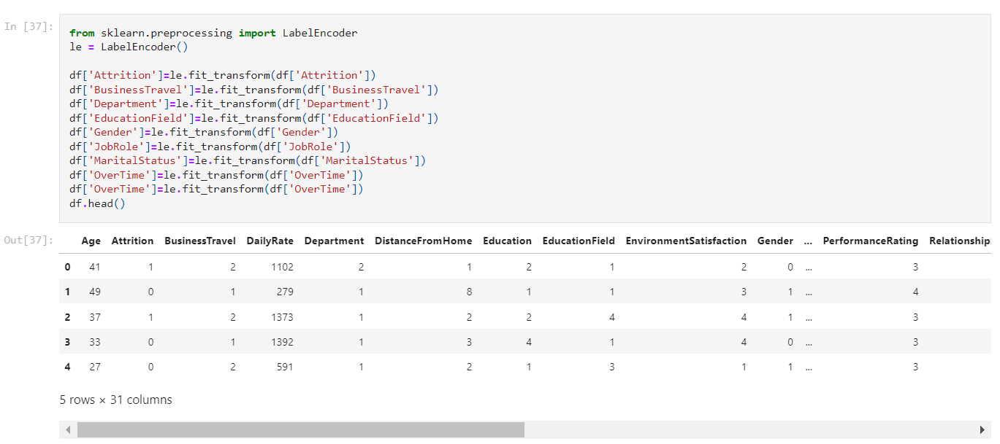 In [37]:
from sklearn.preprocessing import LabelEncoder
le = LabelEncoder()
df['Attrition']=le.fit_transform(df['Attrition'])
df['BusinessTravel']=le.fit_transform(df['BusinessTravel'])
df['Department']=le.fit_transform(df['Department'])
df['EducationField']=le.fit_transform(df['EducationField'])
df['Gender']=le.fit_transform(df['Gender'])
df['JobRole']=le.fit_transform(df['JobRole'])
df['MaritalStatus']=le.fit_transform(df['MaritalStatus'])
df['OverTime']=le.fit_transform(df['OverTime'])
df['OverTime']=le.fit_transform(df['OverTime'])
df.head()
Out[37]:
Age Attrition BusinessTravel DailyRate Department DistanceFromHome Education EducationField EnvironmentSatisfaction Gender ... PerformanceRating Relationship
0 41 1 2 1102 2 1 2 1 2 0 ... 3
1 49 0 1 279 1 8 1 1 3 1 ... 4
2 37 1 2 1373 1 2 2 4 4 1 ... 3
3 33 0 1 1392 1 3 4 1 4 0 ... 3
4 27 0 2 591 1 2 1 3 1 1 ... 3
5 rows × 31 columns